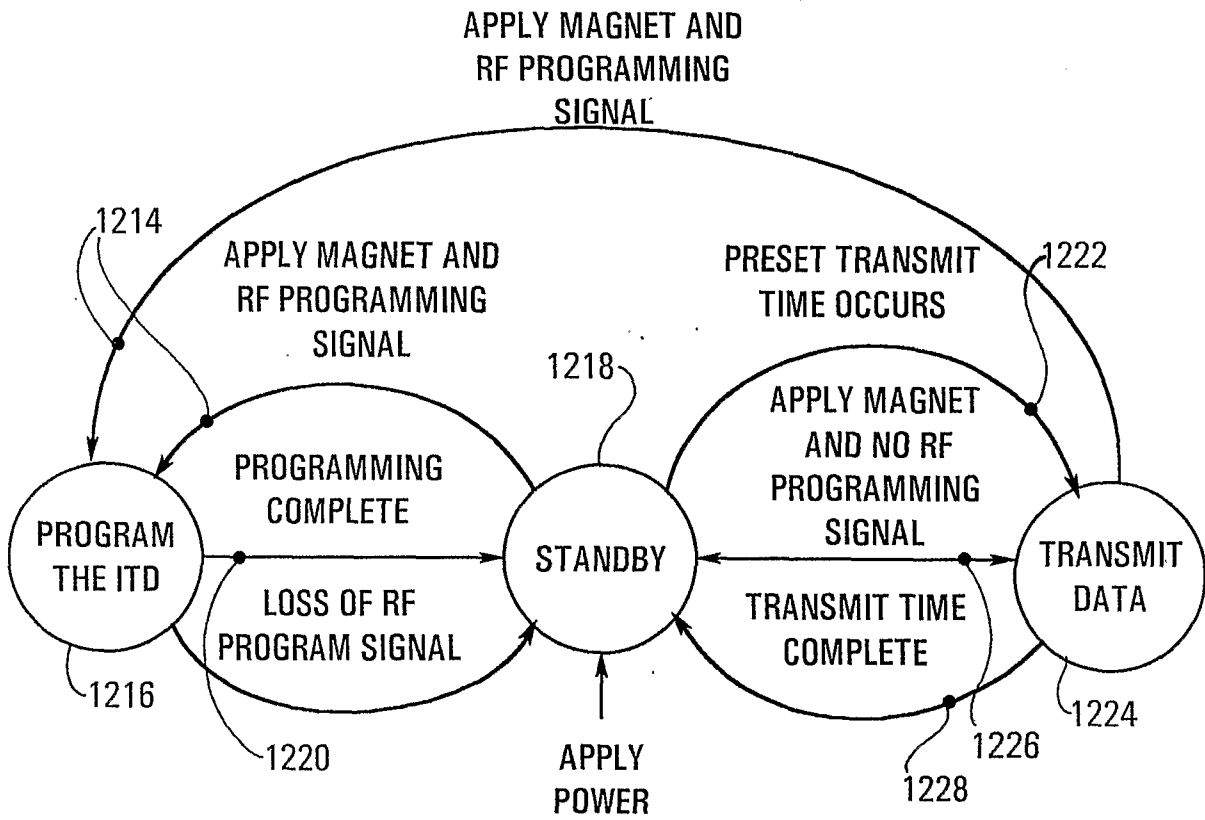 APPLY MAGNET AND
RF PROGRAMMING
SIGNAL
1214
APPLY MAGNET AND
RF PROGRAMMING
SIGNAL
PRESET TRANSMIT
TIME OCCURS
1222
1218
APPLY MAGNET
AND NO RF
PROGRAMMING
SIGNAL
PROGRAMMING
COMPLETE
PROGRAM
THE ITD
STANDBY
TRANSMIT
DATA
LOSS OF RF
PROGRAM SIGNAL
TRANSMIT TIME
COMPLETE
1216
1220
APPLY
POWER
1228
1226
1224